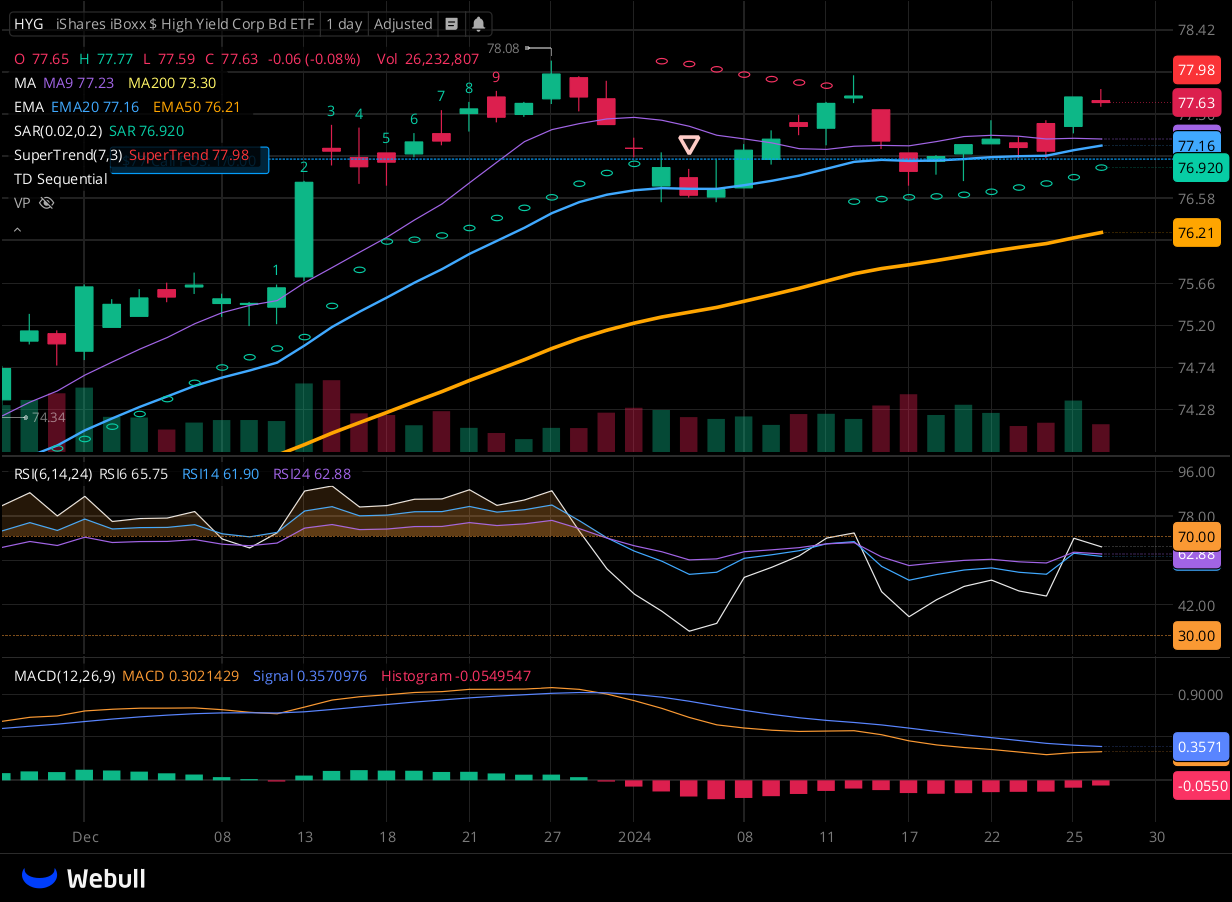 HYG iShares iBoxx $ High Yield Corp Bd ETF 1 day Adjusted
O 77.65 H 77.77 L 77.59 C 77.63 -0.06 (-0.08%) Vol 26,232,807
MA MA9 77.23 MA200 73.30
EMA EMA20 77.16 EMA50 76.21
SAR(0.02,0.2) SAR 76.920
SuperTrend(7,3) SuperTrend 77.98
TD Sequential
VP
78.08
1
2
3
4
5
6
7
8
9
74.34
78.42
77.98
77.63
77.16
76.920
76.58
76.21
75.66
75.20
74.74
74.28
RSI(6,14,24) RSI6 65.75 RSI14 61.90 RSI24 62.88
96.00
78.00
70.00
62.88
42.00
30.00
MACD(12,26,9) MACD 0.3021429 Signal 0.3570976 Histogram -0.0549547
0.9000
0.3571
-0.0550
Dec 08 13 18 21 27 2024 08 11 17 22 25 30
Webull